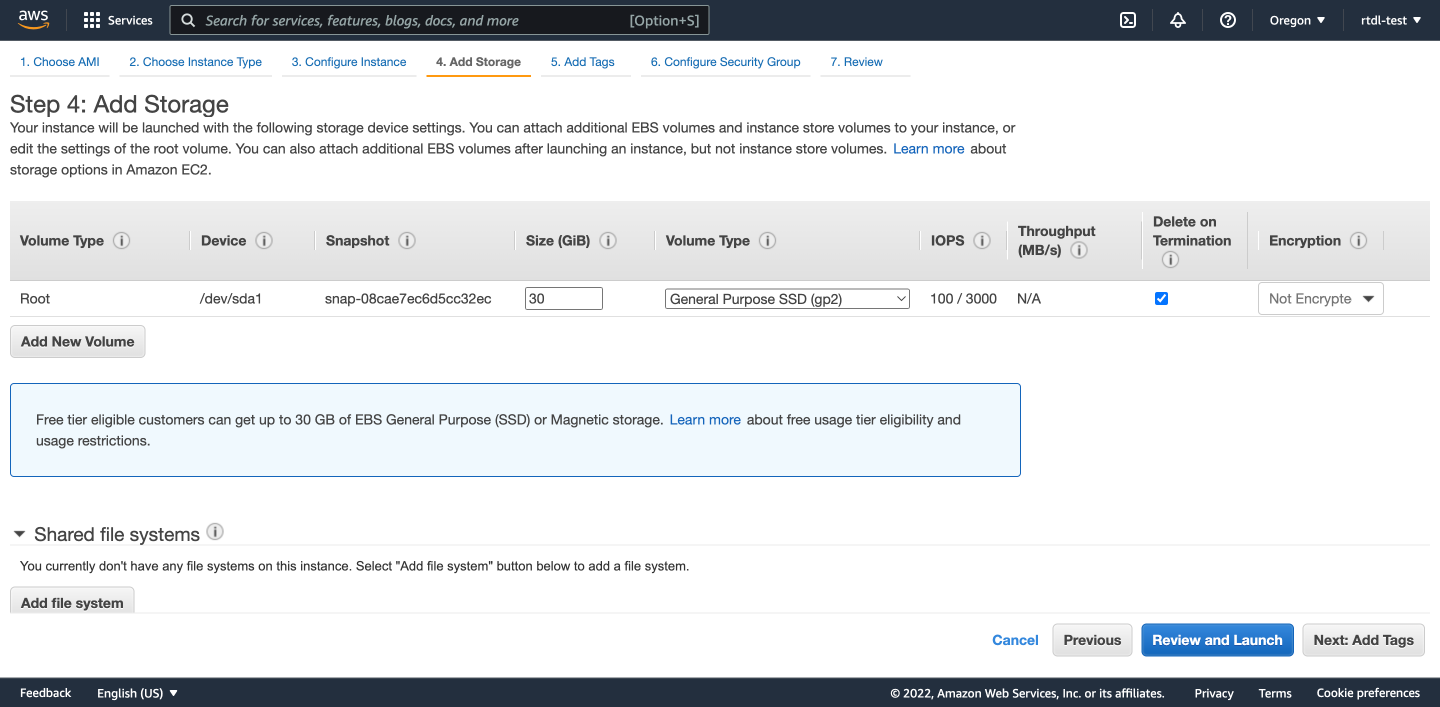 aws Services Search for services, features, blogs, docs, and more [Option+S] Oregon rtdl-test
1. Choose AMI 2. Choose Instance Type 3. Configure Instance 4. Add Storage 5. Add Tags 6. Configure Security Group 7. Review
Step 4: Add Storage
Your instance will be launched with the following storage device settings. You can attach additional EBS volumes and instance store volumes to your instance, or
edit the settings of the root volume. You can also attach additional EBS volumes after launching an instance, but not instance store volumes. Learn more about
storage options in Amazon EC2.
Volume Type Device Snapshot Size (GiB) Volume Type IOPS Throughput (MB/s) Delete on Termination Encryption
Root /dev/sda1 snap-08cae7ec6d5cc32ec 30 General Purpose SSD (gp2) 100 / 3000 N/A Not Encrypte
Add New Volume
Free tier eligible customers can get up to 30 GB of EBS General Purpose (SSD) or Magnetic storage. Learn more about free usage tier eligibility and
usage restrictions.
Shared file systems
You currently don't have any file systems on this instance. Select "Add file system" button below to add a file system.
Add file system
Cancel Previous Review and Launch Next: Add Tags
Feedback English (US) © 2022, Amazon Web Services, Inc. or its affiliates. Privacy Terms Cookie preferences